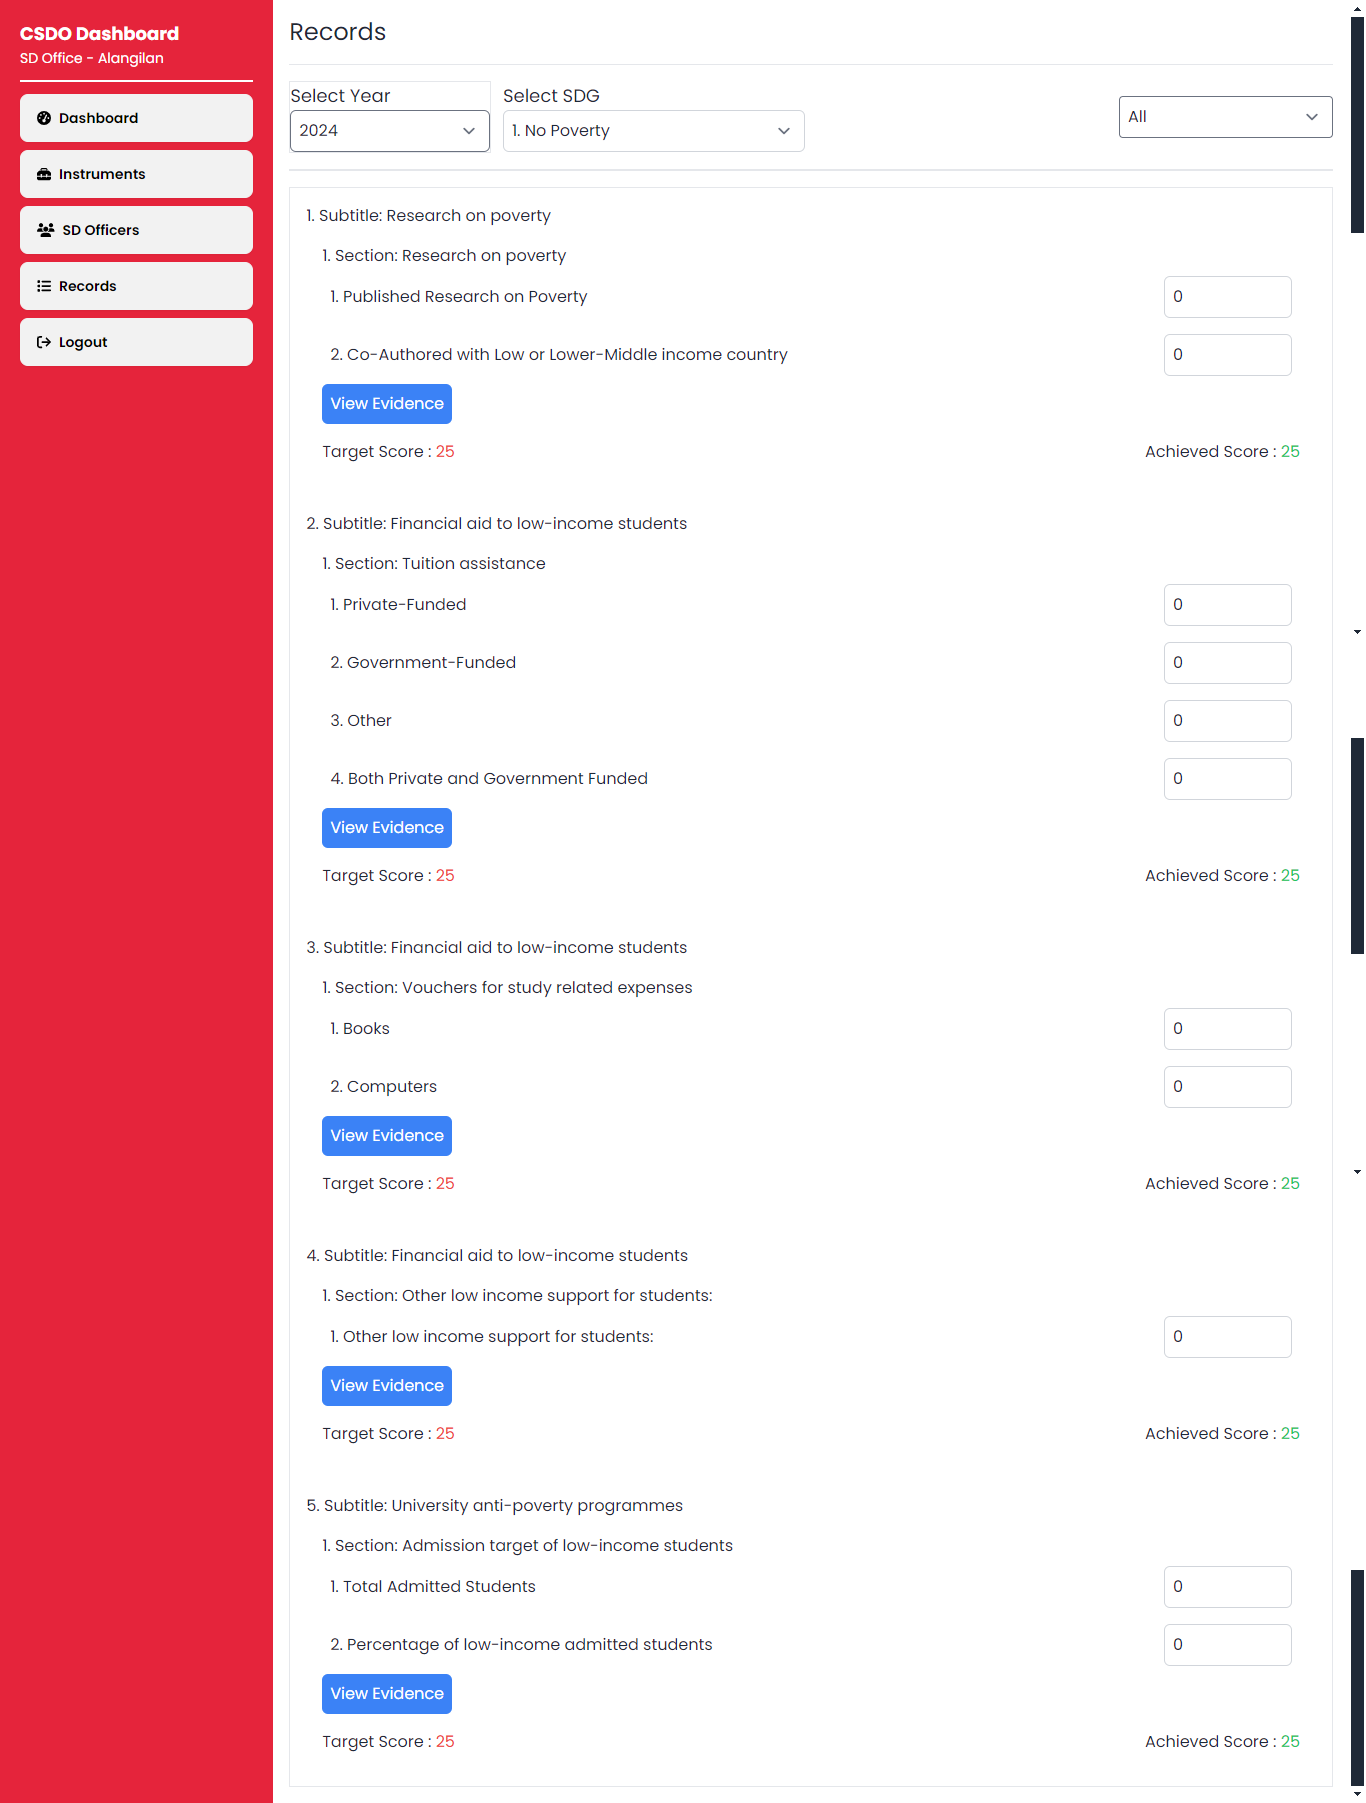 CSDO Dashboard
SD Office - Alangilan
Dashboard
Instruments
SD Officers
Records
Logout
Records
Select Year
2024
Select SDG
1. No Poverty
All
1. Subtitle: Research on poverty
1. Section: Research on poverty
1. Published Research on Poverty 0
2. Co-Authored with Low or Lower-Middle income country 0
View Evidence
Target Score : 25 Achieved Score : 25
2. Subtitle: Financial aid to low-income students
1. Section: Tuition assistance
1. Private-Funded 0
2. Government-Funded 0
3. Other 0
4. Both Private and Government Funded 0
View Evidence
Target Score : 25 Achieved Score : 25
3. Subtitle: Financial aid to low-income students
1. Section: Vouchers for study related expenses
1. Books 0
2. Computers 0
View Evidence
Target Score : 25 Achieved Score : 25
4. Subtitle: Financial aid to low-income students
1. Section: Other low income support for students:
1. Other low income support for students: 0
View Evidence
Target Score : 25 Achieved Score : 25
5. Subtitle: University anti-poverty programmes
1. Section: Admission target of low-income students
1. Total Admitted Students 0
2. Percentage of low-income admitted students 0
View Evidence
Target Score : 25 Achieved Score : 25